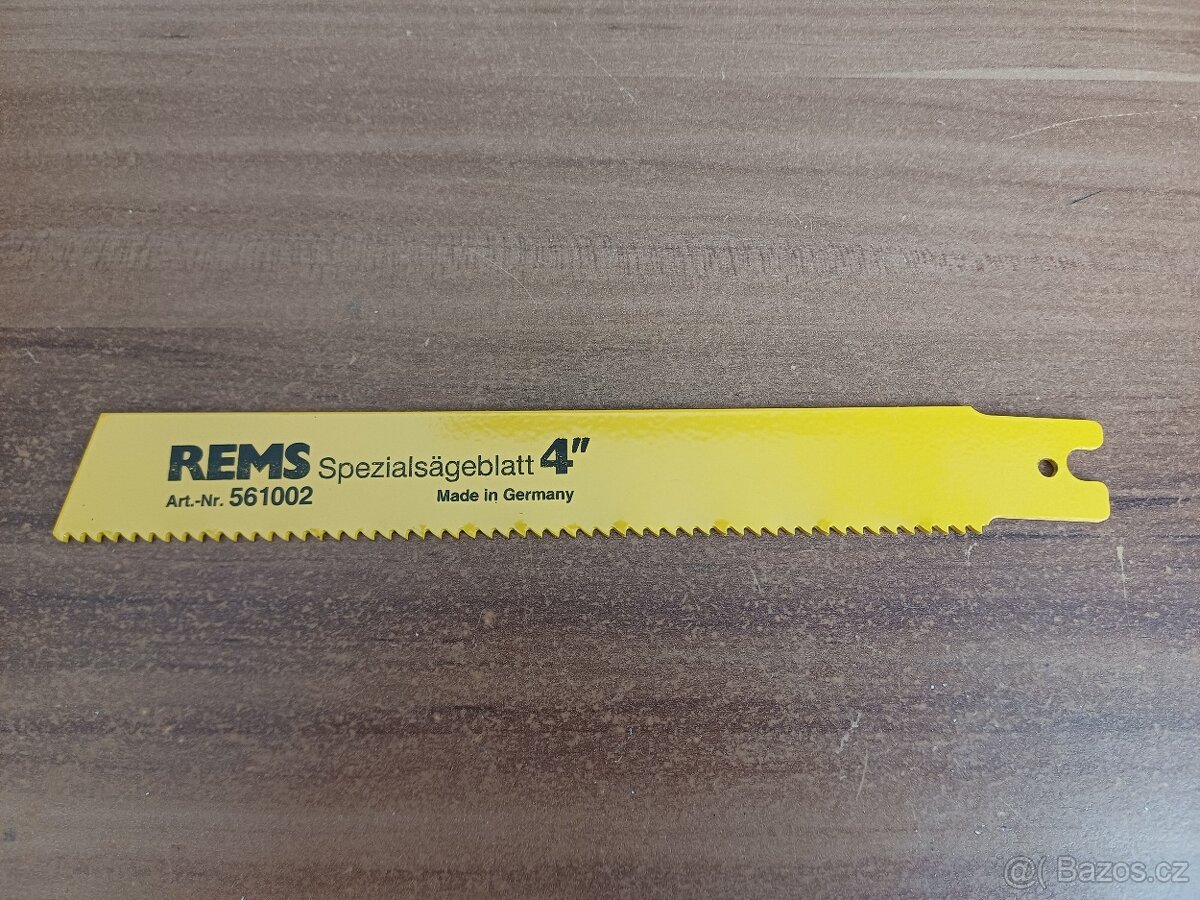 REMS Spezialsägeblatt 4"
Art.-Nr. 561002 Made in Germany
@( Bazos.cz